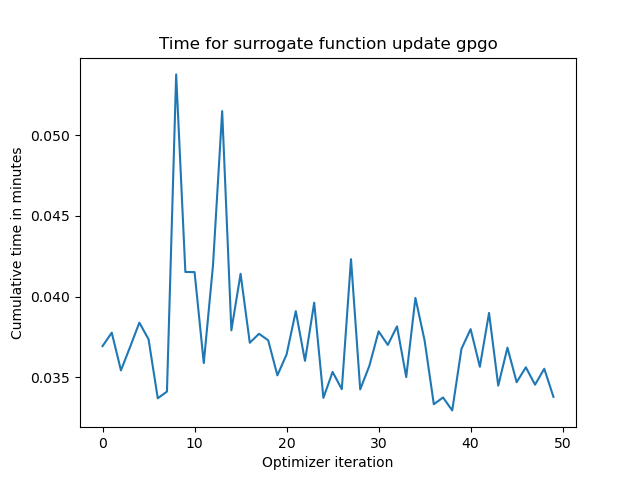 Time for surrogate function update gpgo
Cumulative time in minutes
0.050
0.045
0.040
0.035
0 10 20 30 40 50
Optimizer iteration